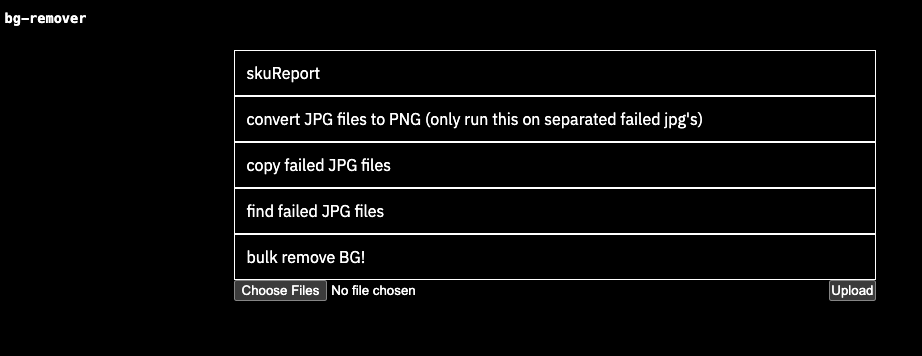 bg-remover
skuReport
convert JPG files to PNG (only run this on separated failed jpg's)
copy failed JPG files
find failed JPG files
bulk remove BG!
Choose Files No file chosen Upload